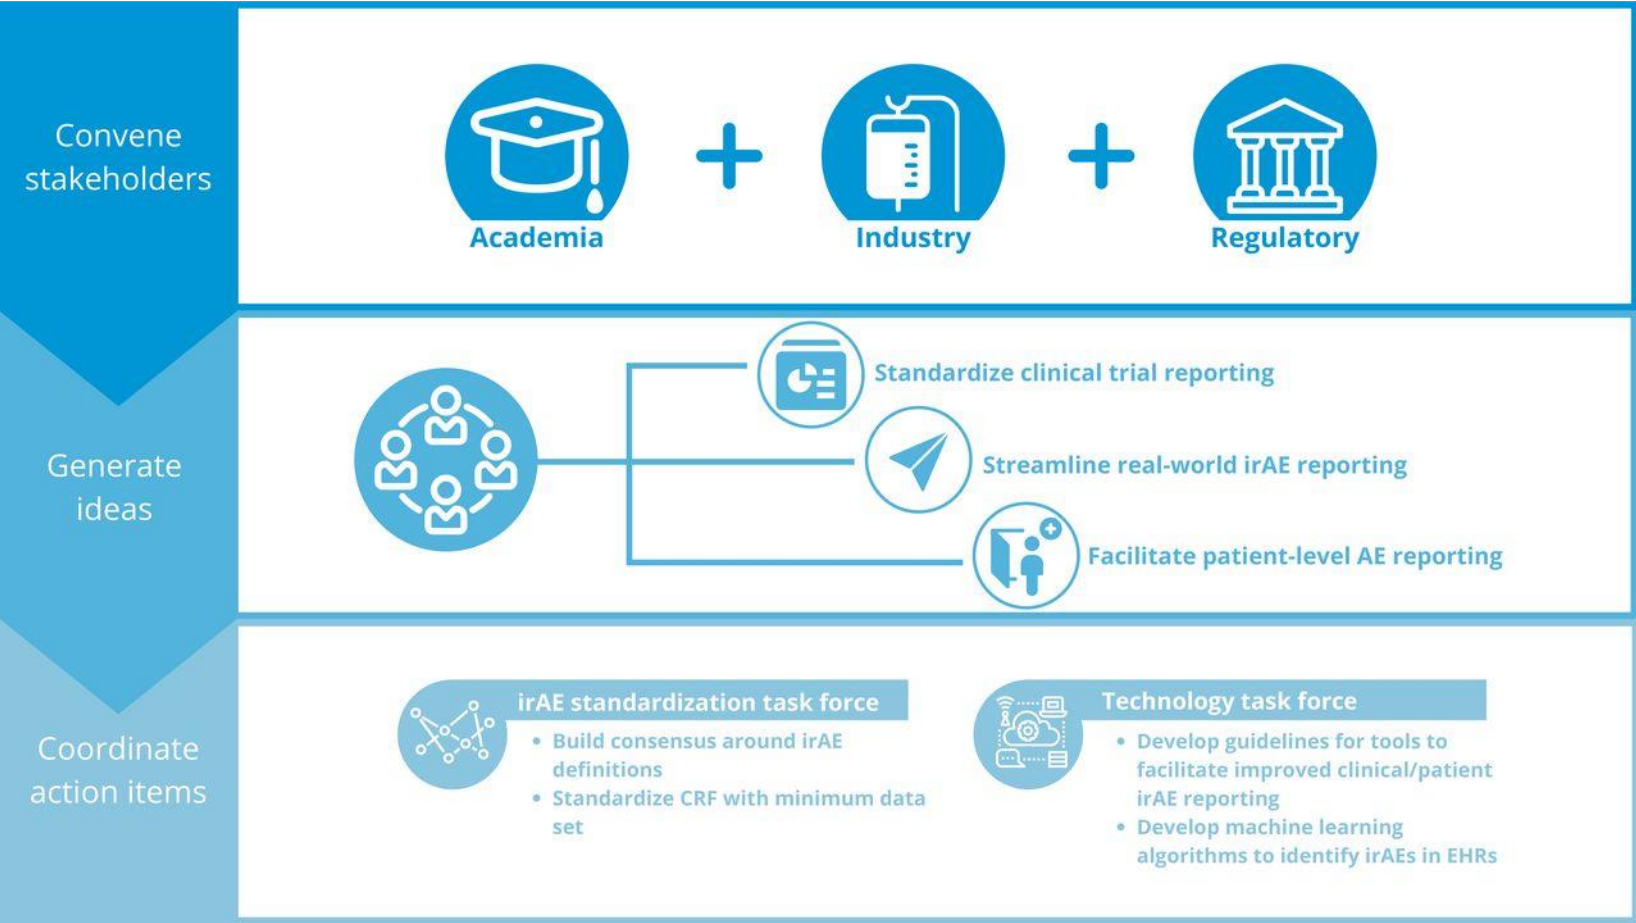 Convene
stakeholders
Academia
Industry
Regulatory
Generate
ideas
Standardize clinical trial reporting
Streamline real-world irAE reporting
Facilitate patient-level AE reporting
Coordinate
action items
irAE standardization task force
• Build consensus around irAE
definitions
• Standardize CRF with minimum data
set
Technology task force
• Develop guidelines for tools to
facilitate improved clinical/patient
irAE reporting
• Develop machine learning
algorithms to identify irAEs in EHRs